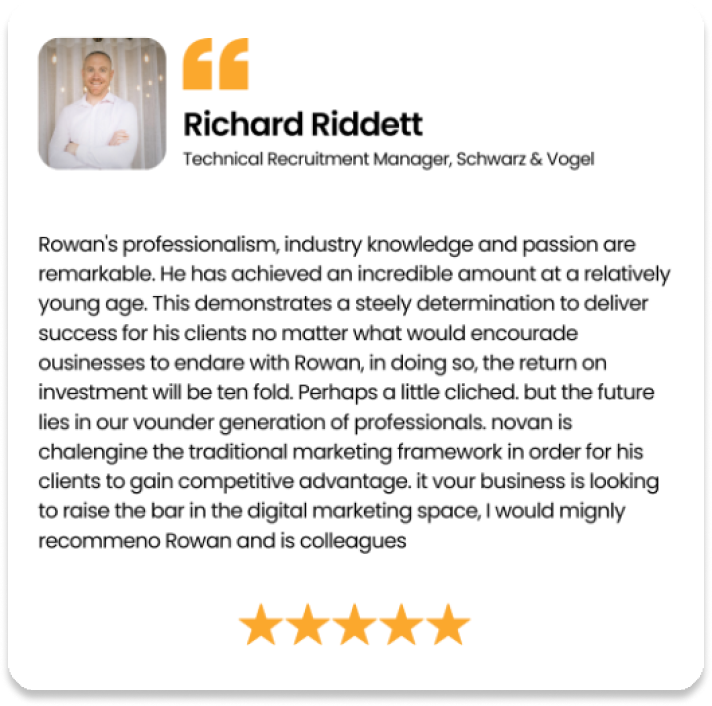 Richard Riddett
Technical Recruitment Manager, Schwarz & Vogel
Rowan's professionalism, industry knowledge and passion are
remarkable. He has achieved an incredible amount at a relatively
young age. This demonstrates a steely determination to deliver
success for his clients no matter what would encourade
ousinesses to endare with Rowan, in doing so, the return on
investment will be ten fold. Perhaps a little cliched. but the future
lies in our vounder generation of professionals. novan is
chalengine the traditional marketing framework in order for his
clients to gain competitive advantage. it vour business is looking
to raise the bar in the digital marketing space, I would mignly
recommeno Rowan and is colleagues